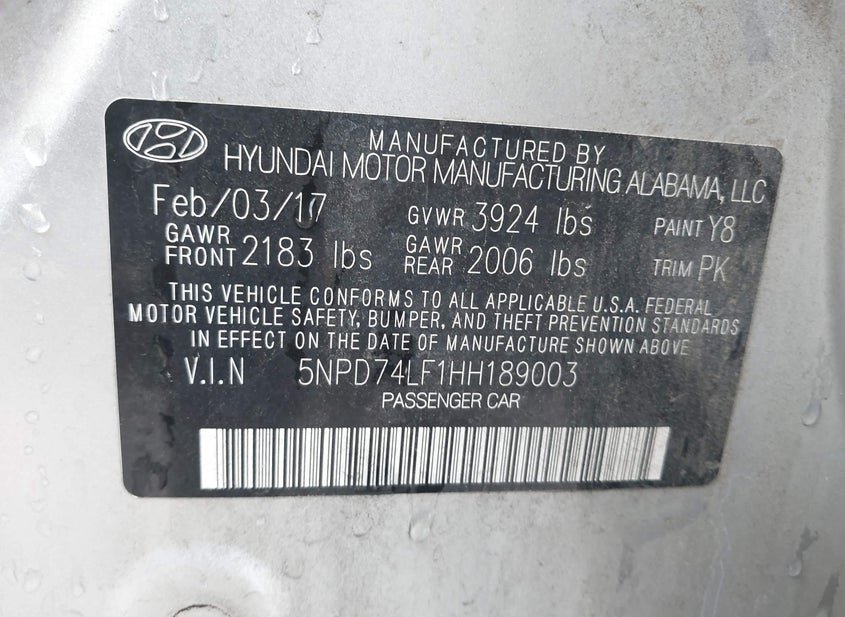 MANUFACTURED BY
HYUNDAI MOTOR MANUFACTURING ALABAMA, LLC
Feb/03/17 GVWR 3924 lbs PAINT Y8
GAWR FRONT 2183 lbs GAWR REAR 2006 lbs TRIM PK
THIS VEHICLE CONFORMS TO ALL APPLICABLE U.S.A. FEDERAL
MOTOR VEHICLE SAFETY, BUMPER, AND THEFT PREVENTION STANDARDS
IN EFFECT ON THE DATE OF MANUFACTURE SHOWN ABOVE
V.I.N 5NPD74LF1HH189003
PASSENGER CAR